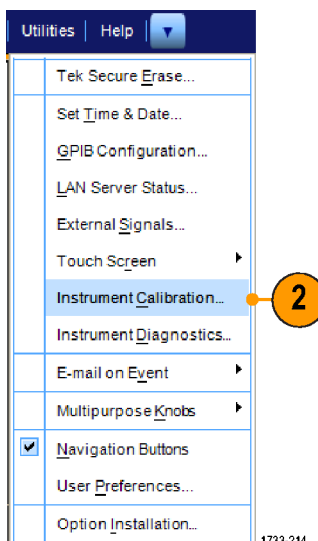 Utilities Help
Tek Secure Erase...
Set Time & Date...
GPIB Configuration...
LAN Server Status...
External Signals...
Touch Screen
Instrument Calibration...
2
Instrument Diagnostics...
E-mail on Event
Multipurpose Knobs
Navigation Buttons
User Preferences...
Option Installation...
1733-214